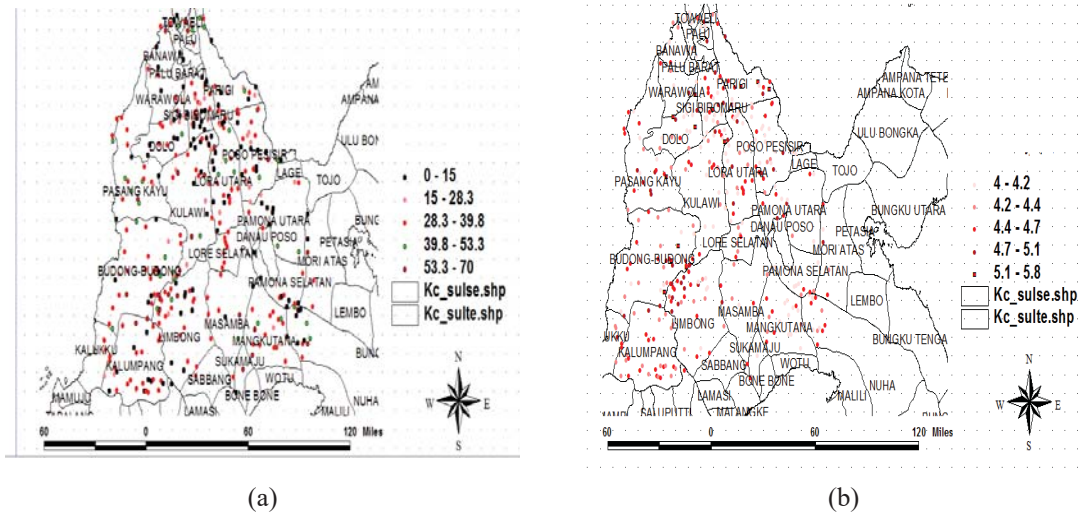 TOWAELI
PALU
BANAWA
PALU BARAT
WARAWOLA
PARIGI
SIGI BIROMARU
DOLO
POSO PESISIR
AMPANA
ULU BONG
LAGE
TOJO
LORA UTARA
PASANG KAYU
KULAWI
PAMONA UTARA
BUNG
DANAU POSO
PETASIA
LORE SELATAN
MORI ATAS
BUDONG-BUDONG
PAMONA SELATAN
LEMBO
MASAMBA
LIMBONG
MANGKUTANA
KALUKKU
SUKAMAJU
KALUMPANG
SABBANG
WOTU
BONE BONE
NUHA
MAMUJU
LAMASI
MALILI
0 - 15
15 - 28.3
28.3 - 39.8
39.8 - 53.3
53.3 - 70
Kc_sulse.shp
Kc_sulte.shp
N
W E
S
60 0 60 120 Miles
(a)
TOWAELI
PALU
BANAWA
PALU BARAT
WARAWOLA
PARIGI
SIGI BIROMARU
DOLO
POSO PESISIR
AMPANA TETE
AMPANA KOTA
ULU BONGKA
LAGE
TOJO
LORA UTARA
PASANG KAYU
KULAWI
PAMONA UTARA
BUNGKU UTARA
DANAU POSO
PETASIA
LORE SELATAN
MORI ATAS
BUDONG-BUDONG
PAMONA SELATAN
LEMBO
MASAMBA
LIMBONG
MANGKUTANA
BUNGKU TENGA
UKKU
SUKAMAJU
KALUMPANG
SABBANG
WOTU
BONE BONE
NUHA
LAMASI
MALILI
SALUPUTTI
MALANGKE
BUNG
4 - 4.2
4.2 - 4.4
4.4 - 4.7
4.7 - 5.1
5.1 - 5.8
Kc_sulse.shp
Kc_sulte.shp
N
W E
S
60 0 60 120 Miles
(b)